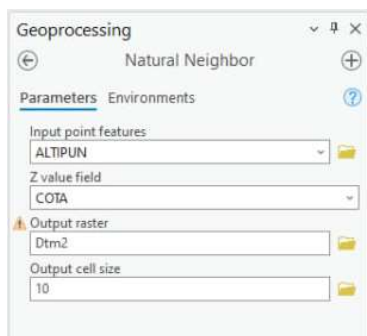 Geoprocessing
Natural Neighbor
Parameters Environments
Input point features
ALTIPUN
Z value field
COTA
Output raster
Dtm2
Output cell size
10